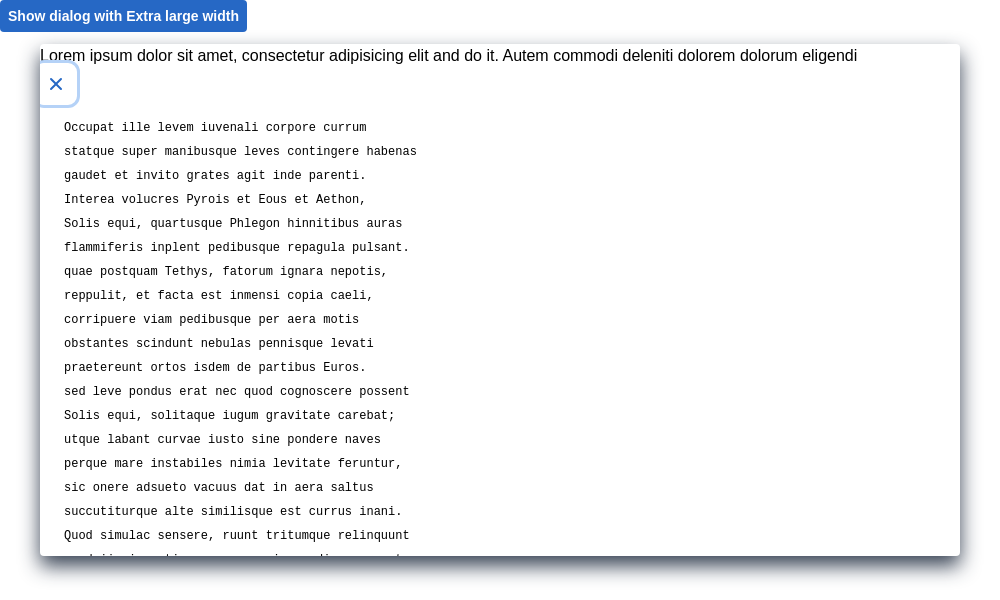 Show dialog with Extra large width
Lorem ipsum dolor sit amet, consectetur adipisicing elit and do it. Autem commodi deleniti dolorem dolorum eligendi
Occupat ille levem iuvenali corpore currum
statque super manibusque leves contingere habenas
gaudet et invito grates agit inde parenti.
Interea volucres Pyrois et Eous et Aethon,
Solis equi, quartusque Phlegon hinnitibus auras
flammiferis inplent pedibusque repagula pulsant.
quae postquam Tethys, fatorum ignara nepotis,
reppulit, et facta est inmensi copia caeli,
corripuere viam pedibusque per aera motis
obstantes scindunt nebulas pennisque levati
praetereunt ortos isdem de partibus Euros.
sed leve pondus erat nec quod cognoscere possent
Solis equi, solitaque iugum gravitate carebat;
utque labant curvae iusto sine pondere naves
perque mare instabiles nimia levitate feruntur,
sic onere adsueto vacuus dat in aera saltus
succutiturque alte similisque est currus inani.
Quod simulac sensere, ruunt tritumque relinquunt